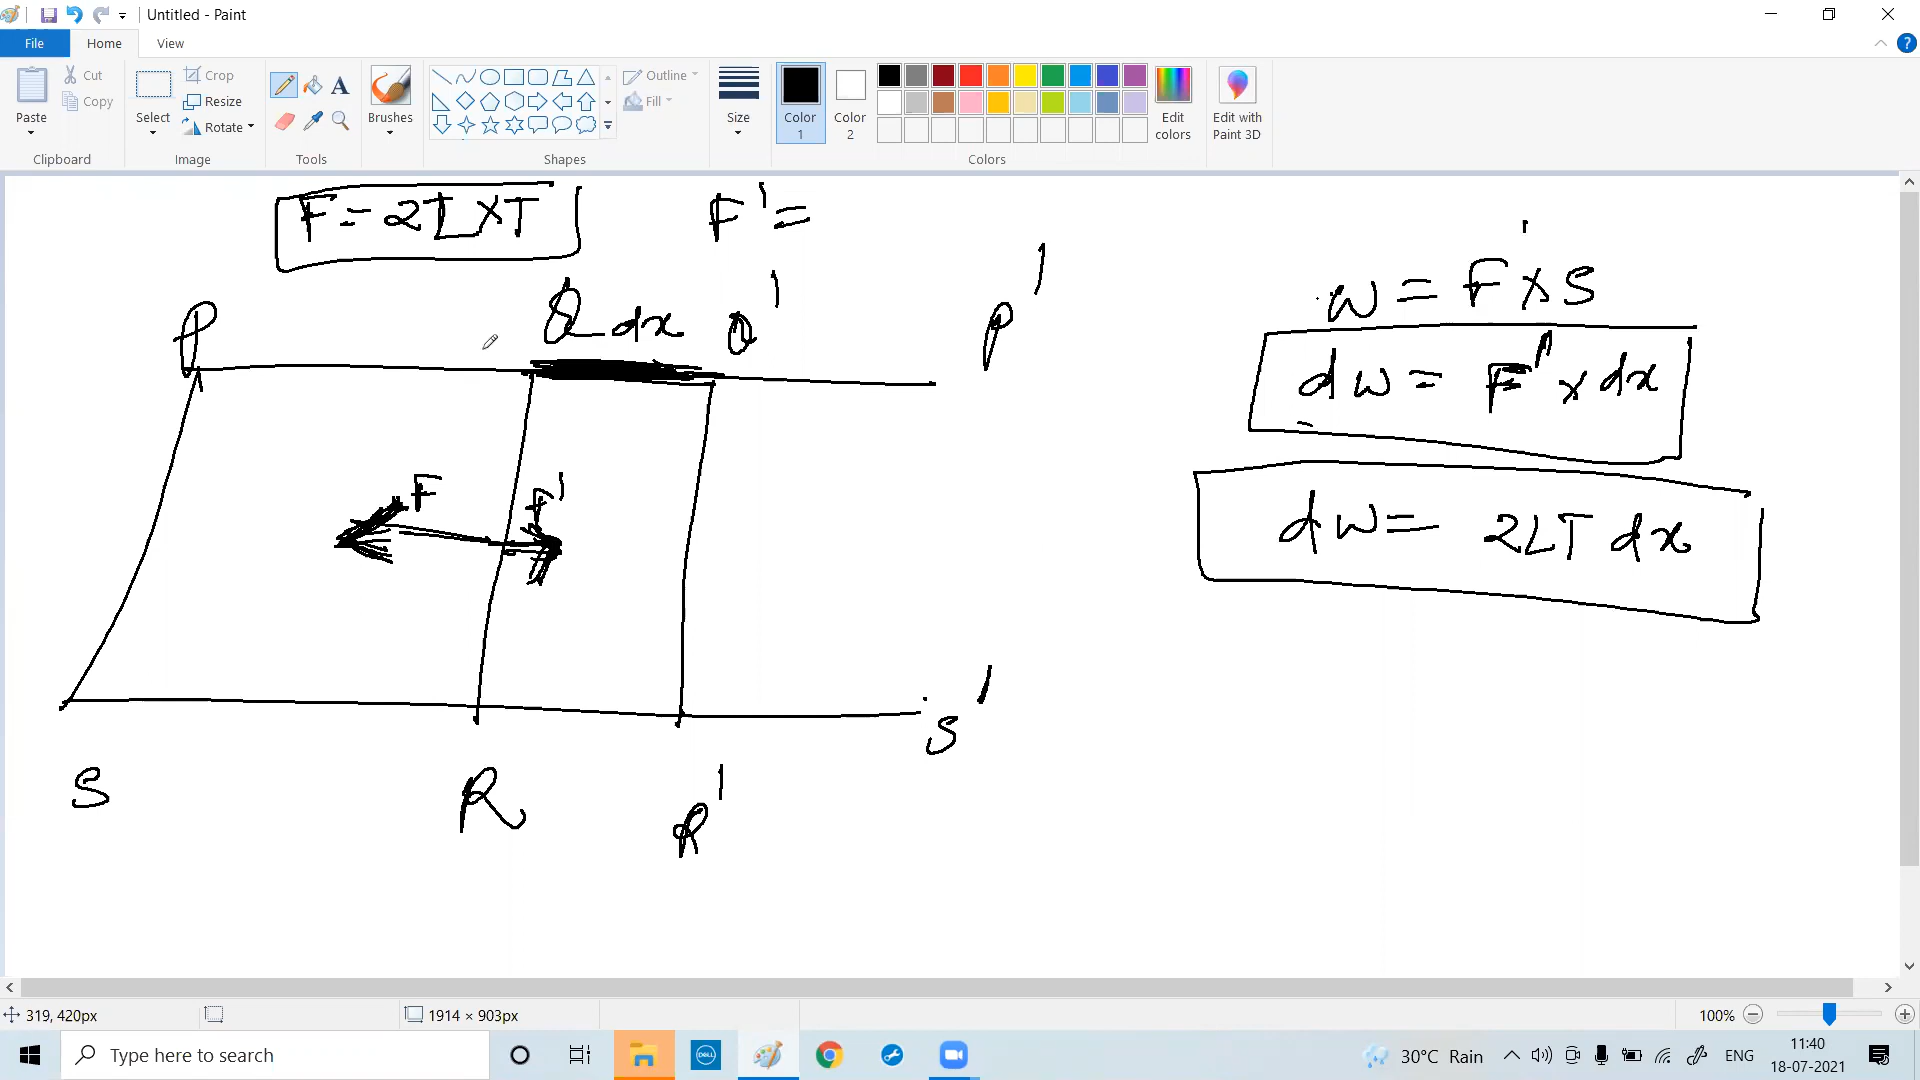 Untitled - Paint
File Home View
Cut
Copy
Paste
Clipboard
Crop
Resize
Rotate
Select
Image
Tools
Brushes
Shapes
Outline
Fill
Size
Color 1
Color 2
Edit colors
Colors
Edit with Paint 3D
F = 2L × T
F' =
P
Q
dx
Q'
P'
F
F'
S
R
R'
S'
W = F × S
dW = F' × dx
dW = 2LT dx
319, 420px
1914 × 903px
100%
Type here to search
DELL
30°C Rain
ENG
11:40
18-07-2021